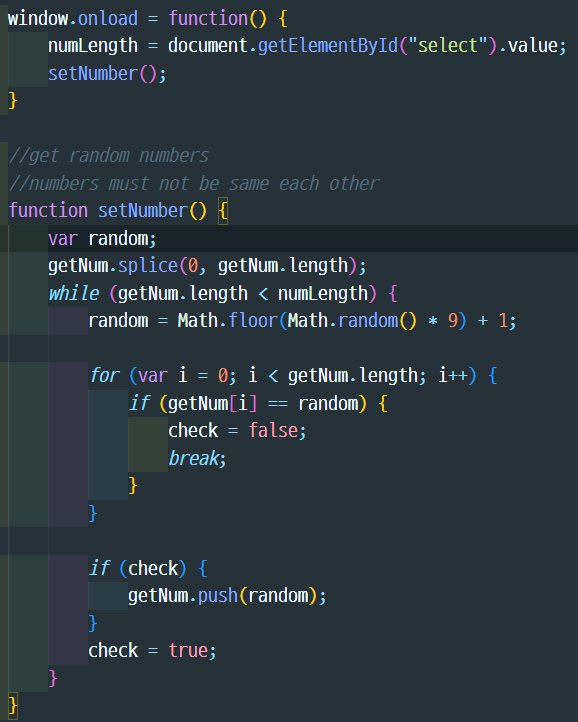 window.onload = function() {
    numLength = document.getElementById("select").value;
    setNumber();
}

//get random numbers
//numbers must not be same each other
function setNumber() {
    var random;
    getNum.splice(0, getNum.length);
    while (getNum.length < numLength) {
        random = Math.floor(Math.random() * 9) + 1;

        for (var i = 0; i < getNum.length; i++) {
            if (getNum[i] == random) {
                check = false;
                break;
            }
        }

        if (check) {
            getNum.push(random);
        }
        check = true;
    }
}